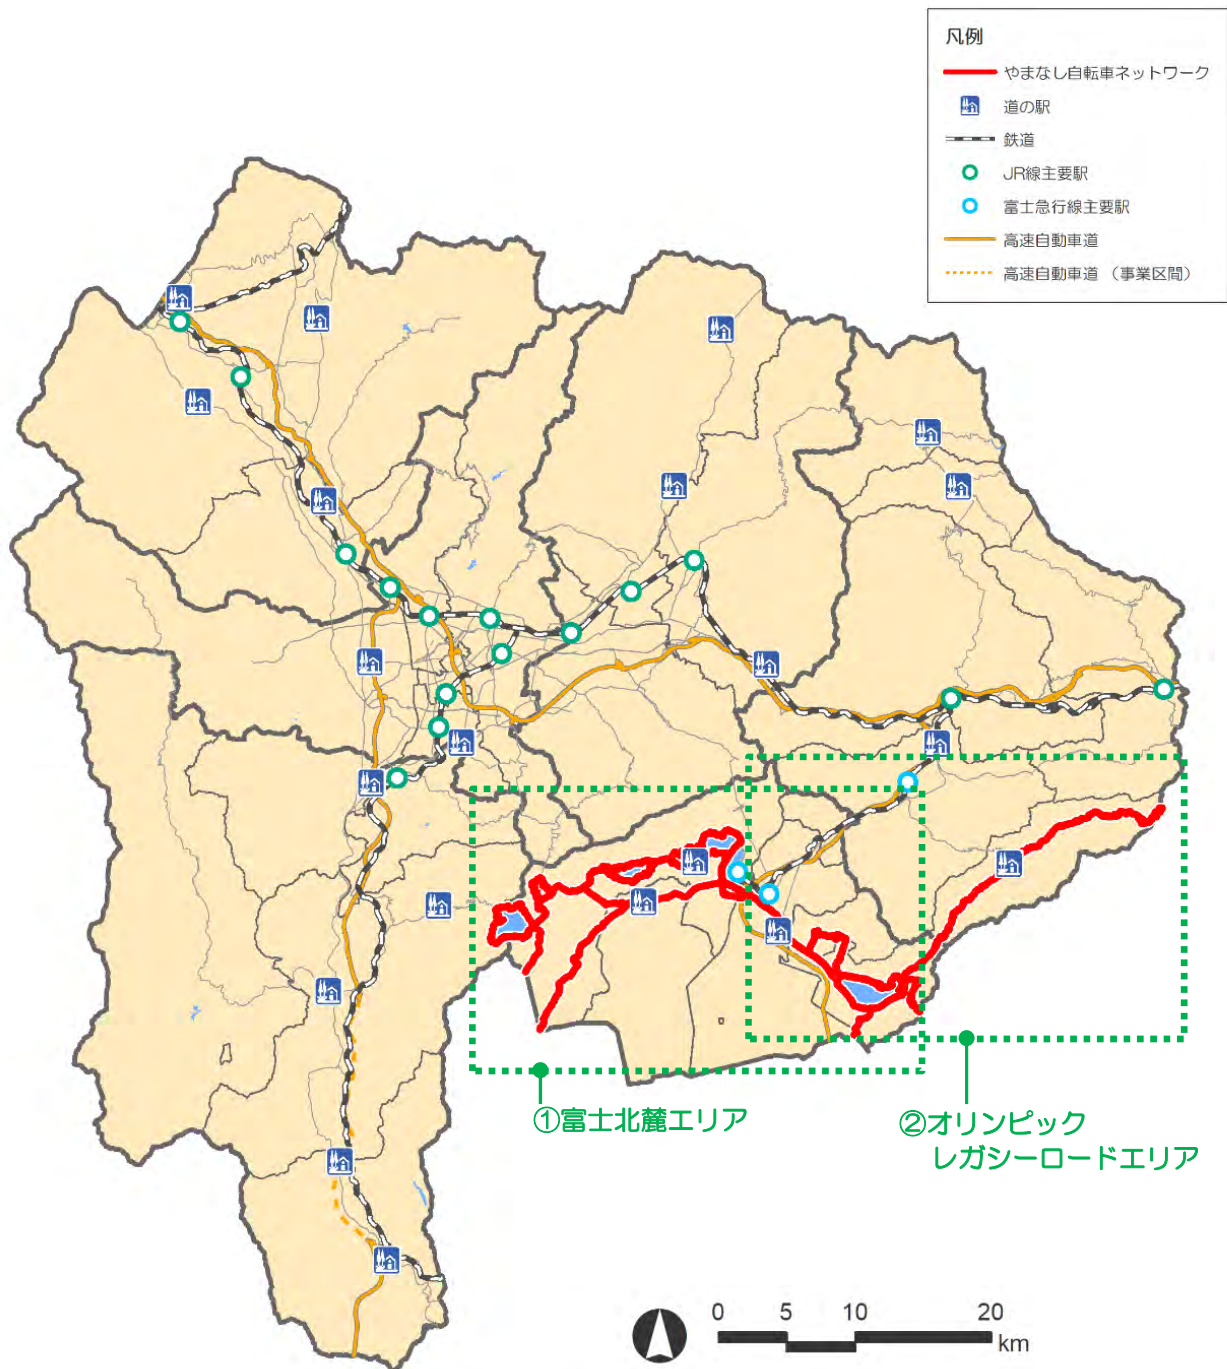 凡例
やまなし自転車ネットワーク
道の駅
鉄道
JR線主要駅
富士急行線主要駅
高速自動車道
高速自動車道 （事業区間）
①富士北麓エリア
②オリンピック
レガシーロードエリア
0 5 10 20
km